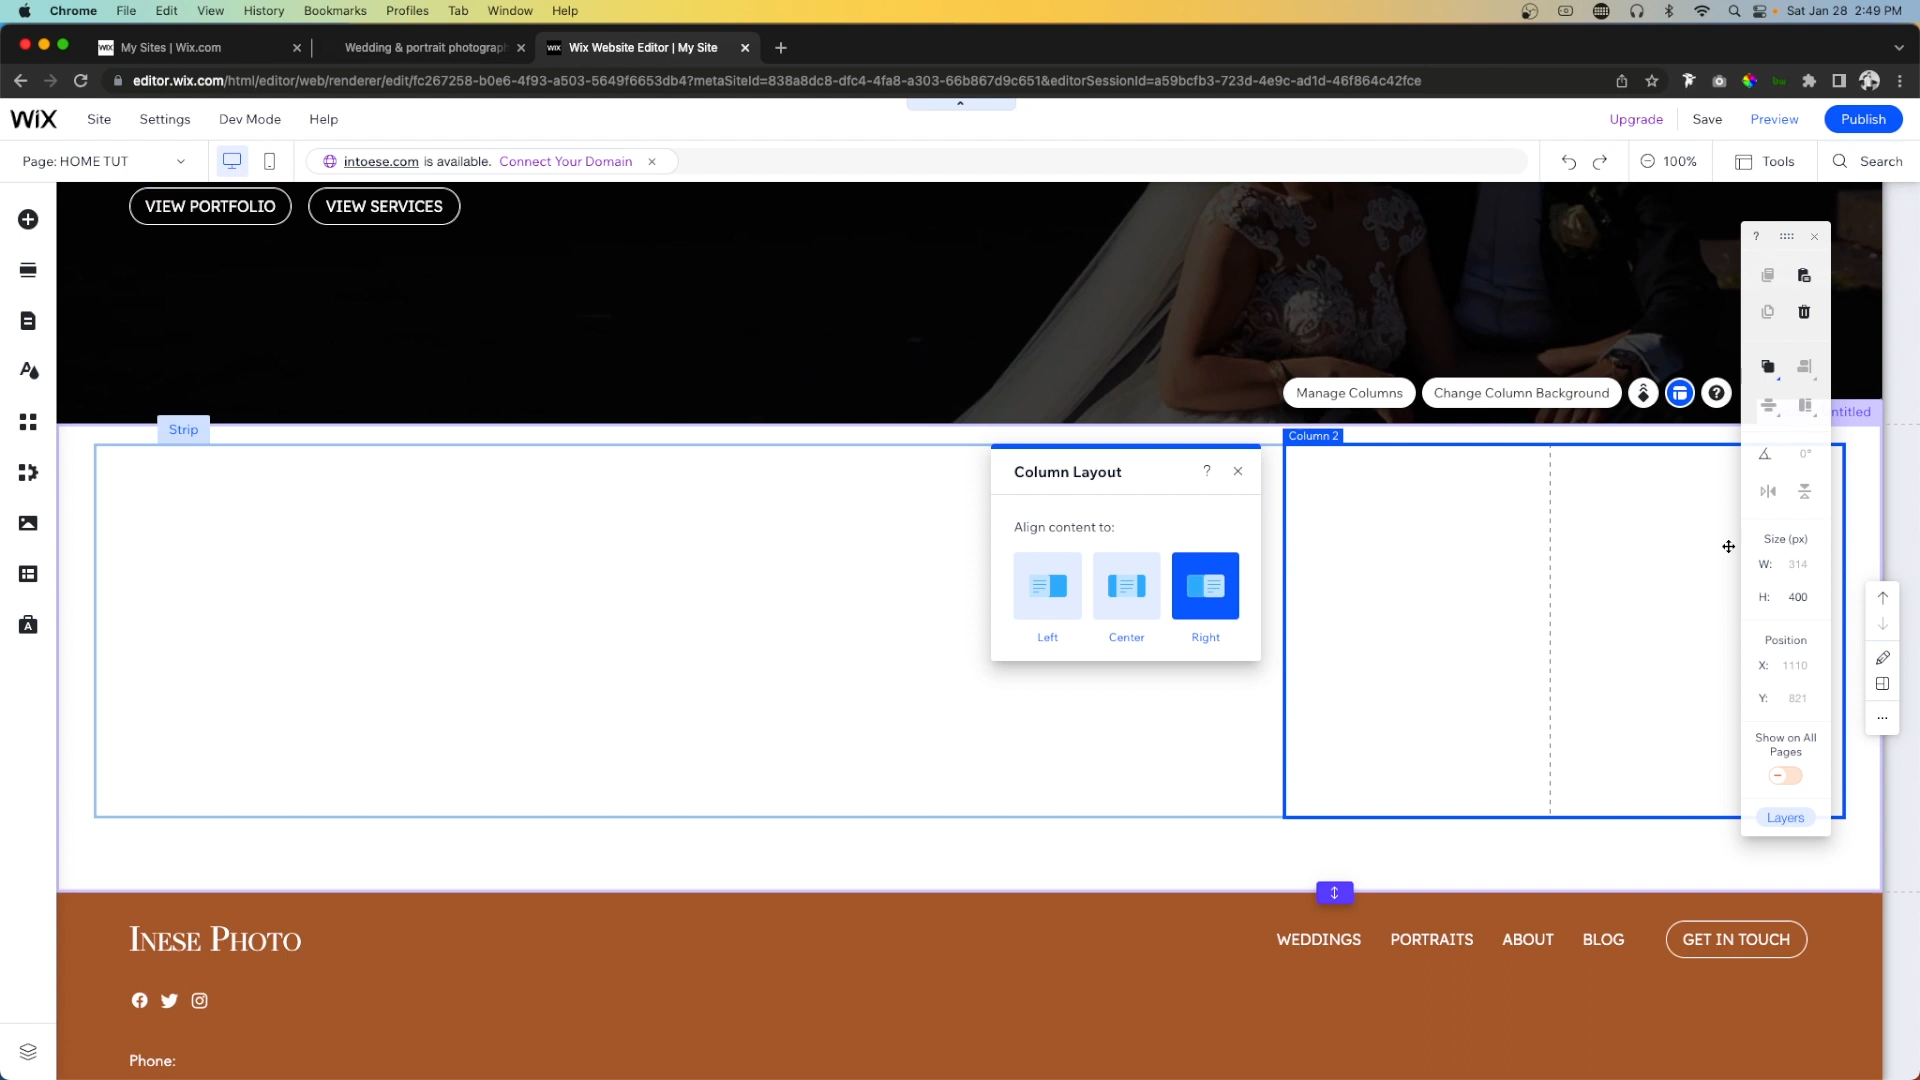 Chrome File Edit View History Bookmarks Profiles Tab Window Help Sat Jan 28 2:49 PM
WiX My Sites | Wix.com Wedding & portrait photograph WiX Wix Website Editor | My Site
editor.wix.com/html/editor/web/renderer/edit/fc267258-b0e6-4f93-a503-5649f6653db4?metaSiteId=838a8dc8-dfc4-4fa8-a303-66b867d9c651&editorSessionId=a59bcfb3-723d-4e9c-ad1d-46f864c42fce
WiX Site Settings Dev Mode Help Upgrade Save Preview Publish
Page: HOME TUT intoese.com is available. Connect Your Domain 100% Tools Search
VIEW PORTFOLIO VIEW SERVICES
?
Manage Columns Change Column Background ?
ntitled
Strip
Column 2
Column Layout ?
0°
Align content to:
Size (px)
W: 314
H: 400
Left Center Right
Position
X: 1110
Y: 821
Show on All
Pages
Layers
INESE PHOTO WEDDINGS PORTRAITS ABOUT BLOG GET IN TOUCH
Phone: